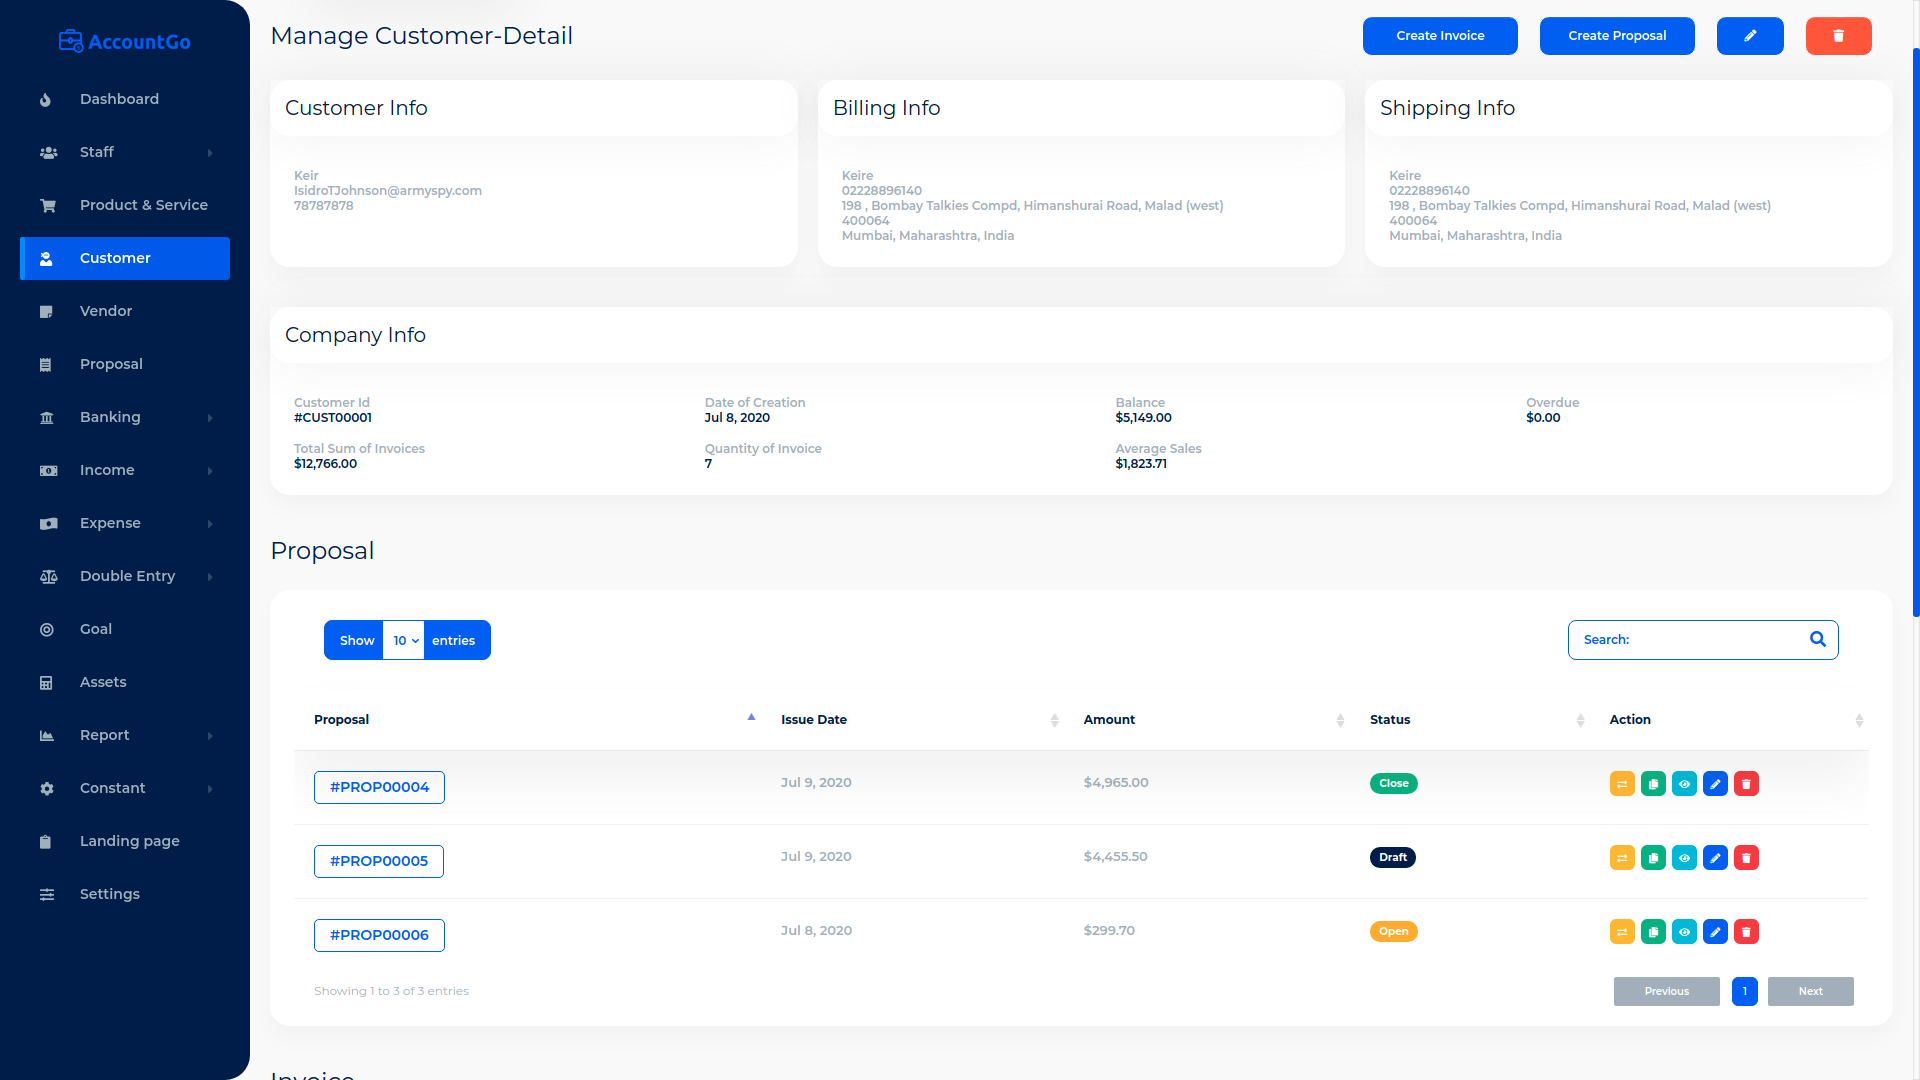 AccountGo
Dashboard
Staff
Product & Service
Customer
Vendor
Proposal
Banking
Income
Expense
Double Entry
Goal
Assets
Report
Constant
Landing page
Settings
Manage Customer-Detail
Create Invoice
Create Proposal
Customer Info
Keir
IsidroTJohnson@armyspy.com
78787878
Billing Info
Keire
02228896140
198 , Bombay Talkies Compd, Himanshurai Road, Malad (west)
400064
Mumbai, Maharashtra, India
Shipping Info
Keire
02228896140
198 , Bombay Talkies Compd, Himanshurai Road, Malad (west)
400064
Mumbai, Maharashtra, India
Company Info
Customer Id
#CUST00001
Date of Creation
Jul 8, 2020
Balance
$5,149.00
Overdue
$0.00
Total Sum of Invoices
$12,766.00
Quantity of Invoice
7
Average Sales
$1,823.71
Proposal
Show 10 entries
Search:
Proposal Issue Date Amount Status Action
#PROP00004 Jul 9, 2020 $4,965.00 Close
#PROP00005 Jul 9, 2020 $4,455.50 Draft
#PROP00006 Jul 8, 2020 $299.70 Open
Showing 1 to 3 of 3 entries
Previous 1 Next
Invoice